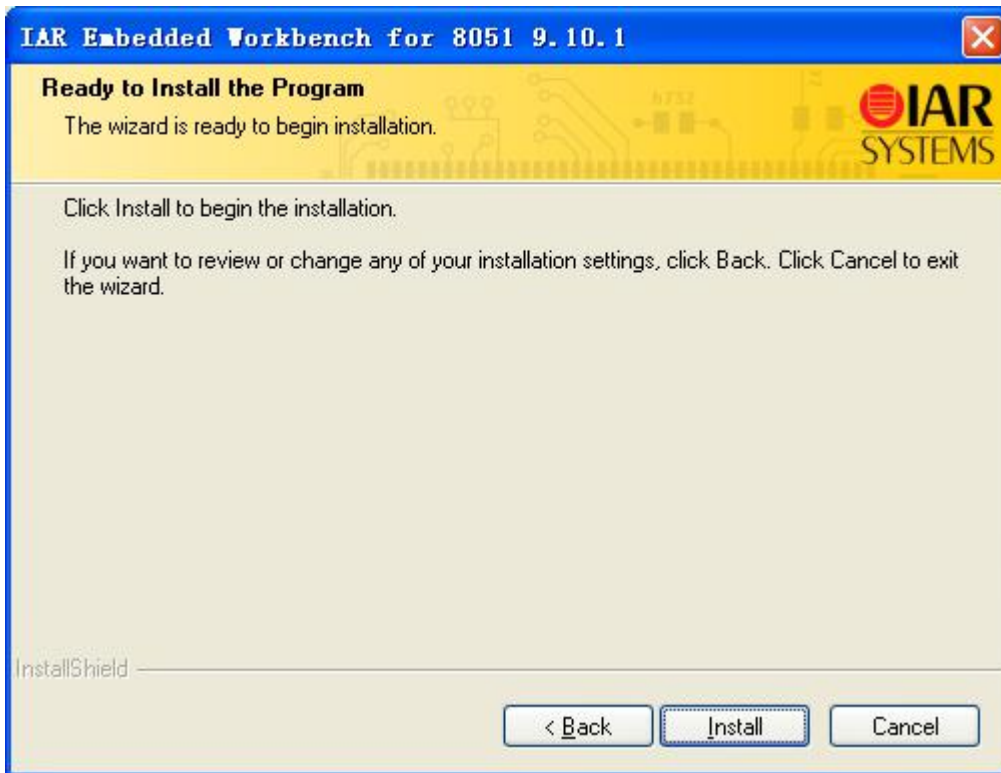 IAR Embedded Workbench for 8051 9.10.1
Ready to Install the Program
The wizard is ready to begin installation.
IAR
SYSTEMS
Click Install to begin the installation.
If you want to review or change any of your installation settings, click Back. Click Cancel to exit
the wizard.
InstallShield
< Back
Install
Cancel